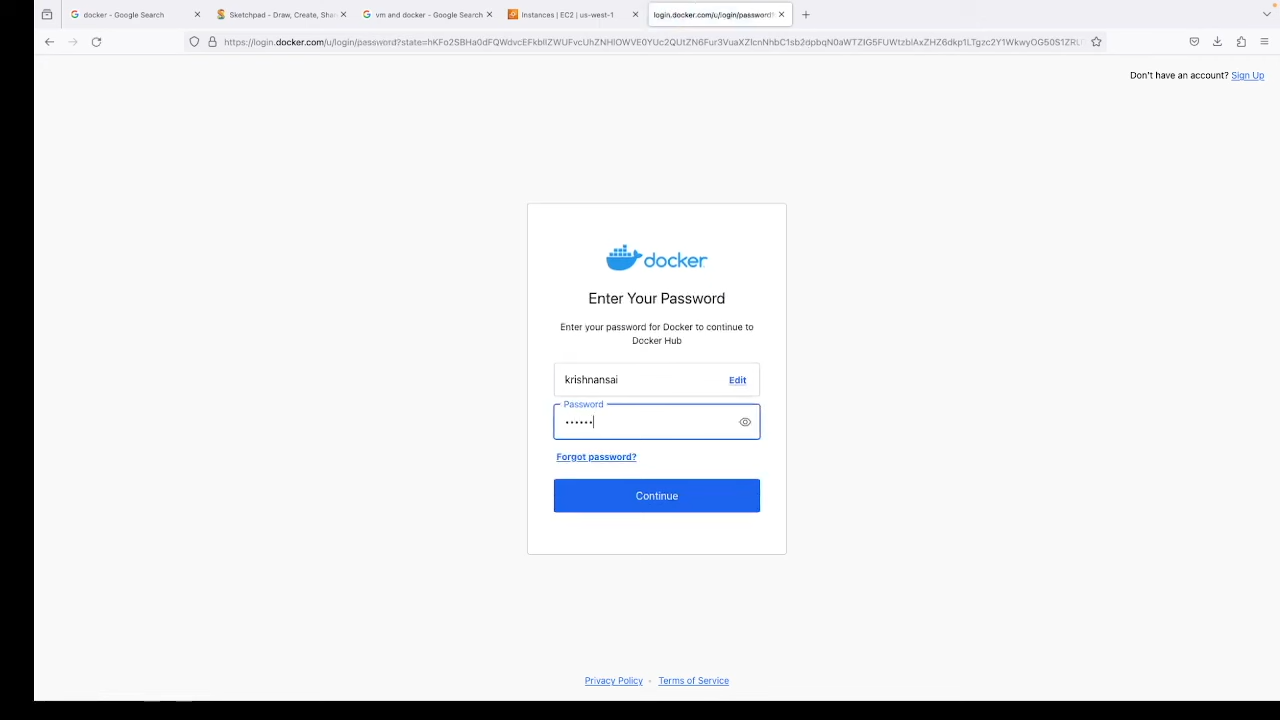 docker - Google Search
Sketchpad - Draw, Create, Shar
vm and docker - Google Search
Instances | EC2 | us-west-1
login.docker.com/u/login/password?
Don't have an account? Sign Up
docker
Enter Your Password
Enter your password for Docker to continue to
Docker Hub
krishnansai
Edit
Password
••••••
Forgot password?
Continue
Privacy Policy - Terms of Service